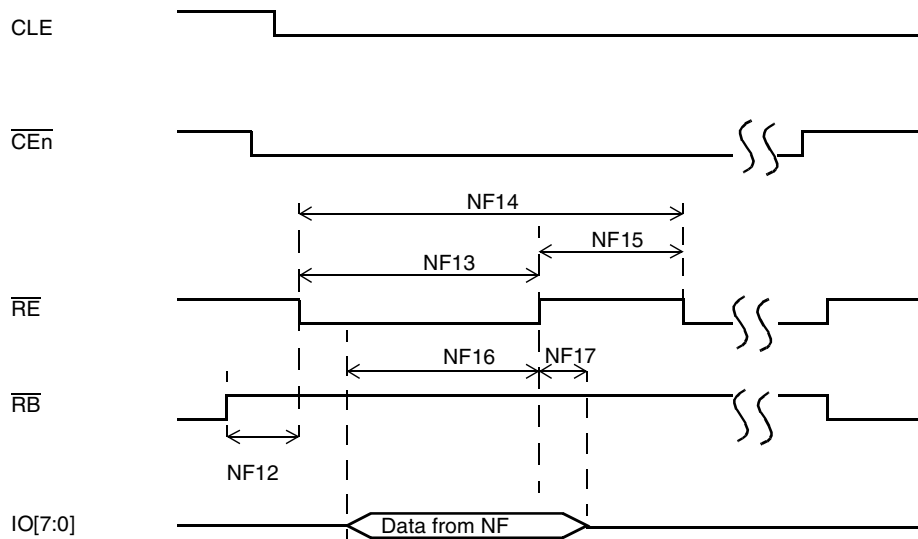 CLE
CEn
NF14
NF15
NF13
RE
NF16
NF17
RB
NF12
IO[7:0]
Data from NF